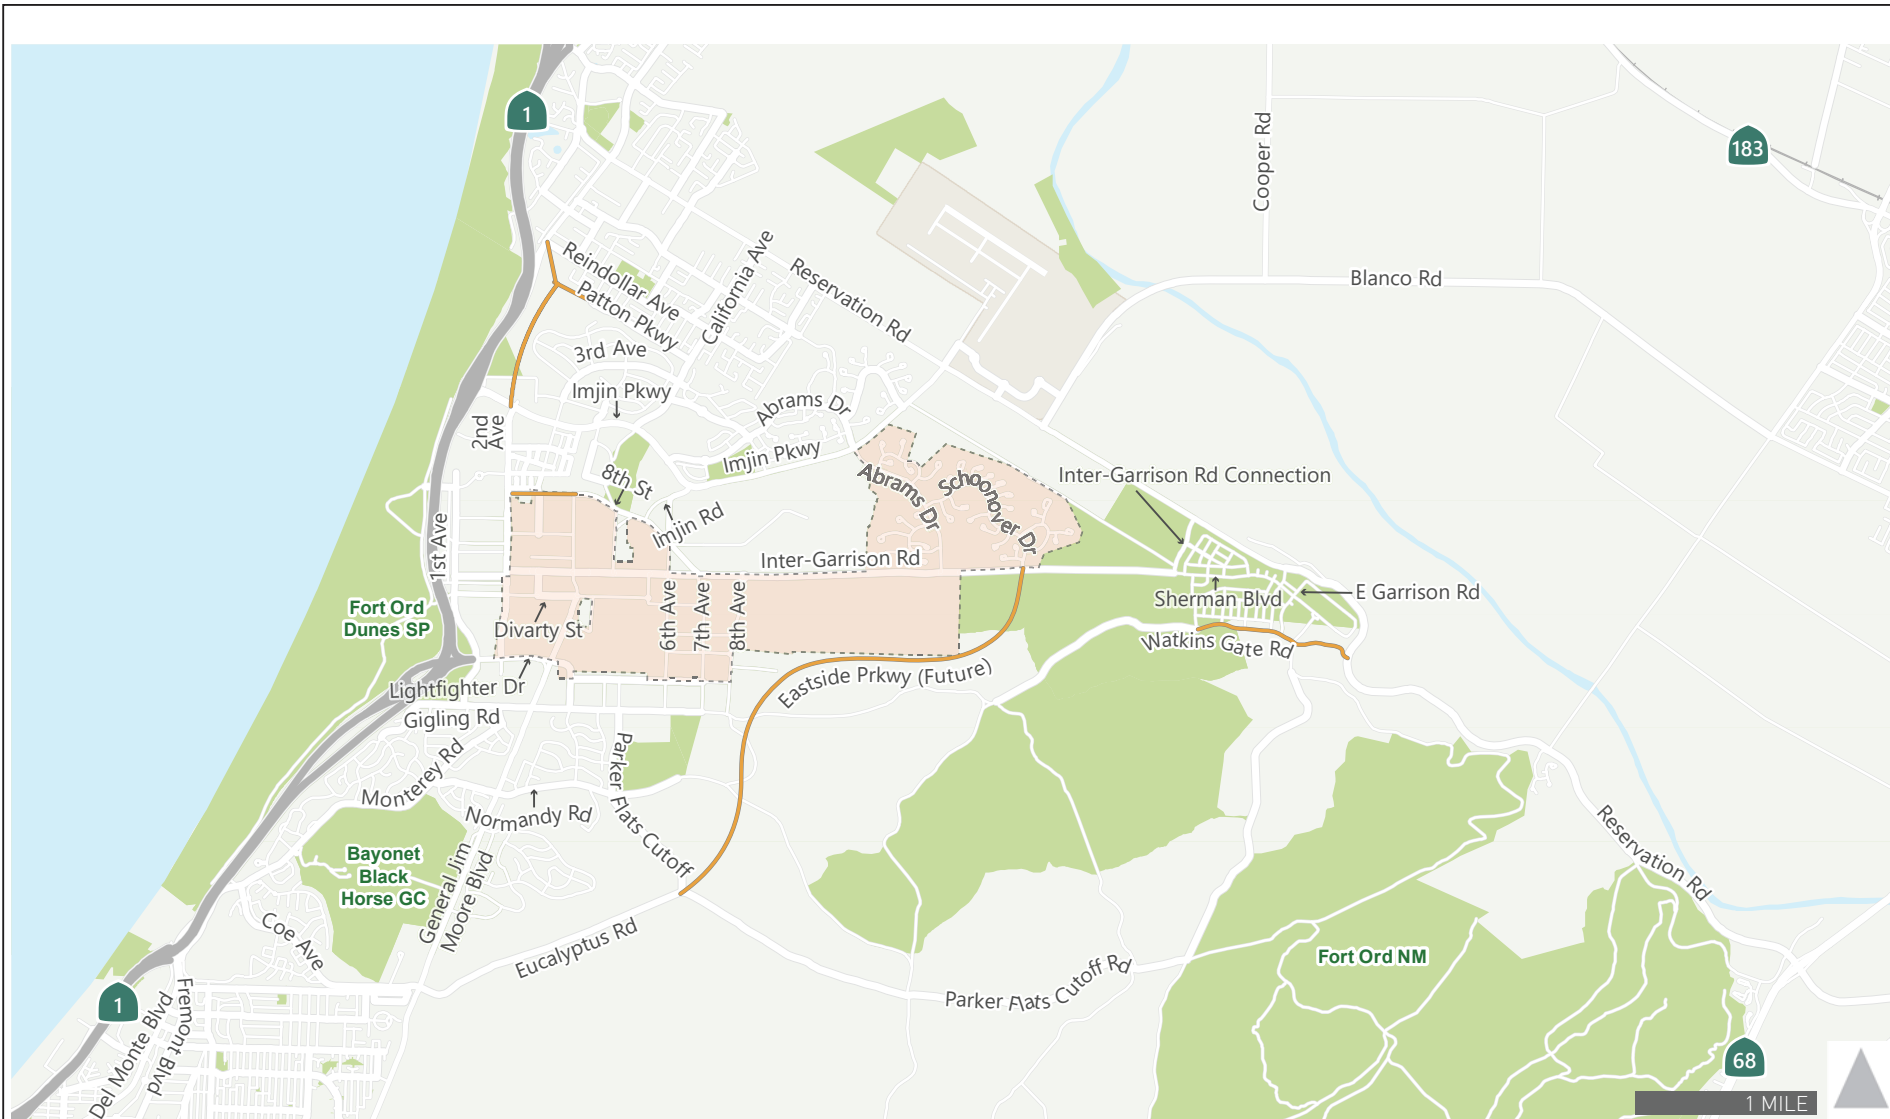 1
183
Cooper Rd
Reindollar Ave
California Ave
Reservation Rd
Blanco Rd
Patton Pkwy
3rd Ave
Imjin Pkwy
Abrams Dr
2nd
Ave
Imjin Pkwy
8th St
Abrams Dr
Schoonover Dr
Inter-Garrison Rd Connection
Imjin Rd
1st Ave
Inter-Garrison Rd
6th Ave
7th Ave
8th Ave
Sherman Blvd
E Garrison Rd
Fort Ord
Dunes SP
Divarty St
Watkins Gate Rd
Lightfighter Dr
Eastside Prkwy (Future)
Gigling Rd
Monterey Rd
Parker Flats Cutoff
Normandy Rd
Reservation Rd
Bayonet
Black
Horse GC
General Jim
Moore Blvd
Coe Ave
Eucalyptus Rd
Fort Ord NM
Parker Flats Cutoff Rd
1
Del Monte Blvd
Fremont Blvd
68
1 MILE